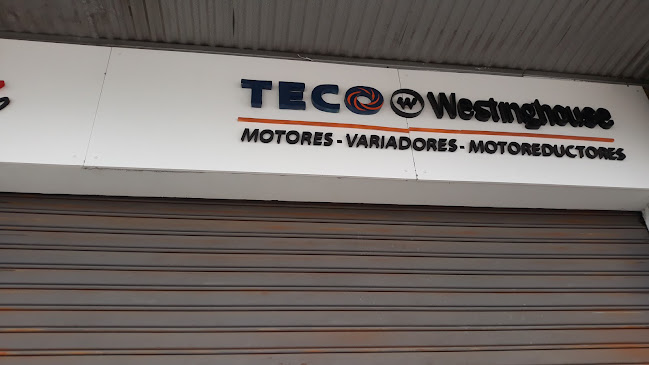 TECO Westinghouse
MOTORES - VARIADORES - MOTOREDUCTORES